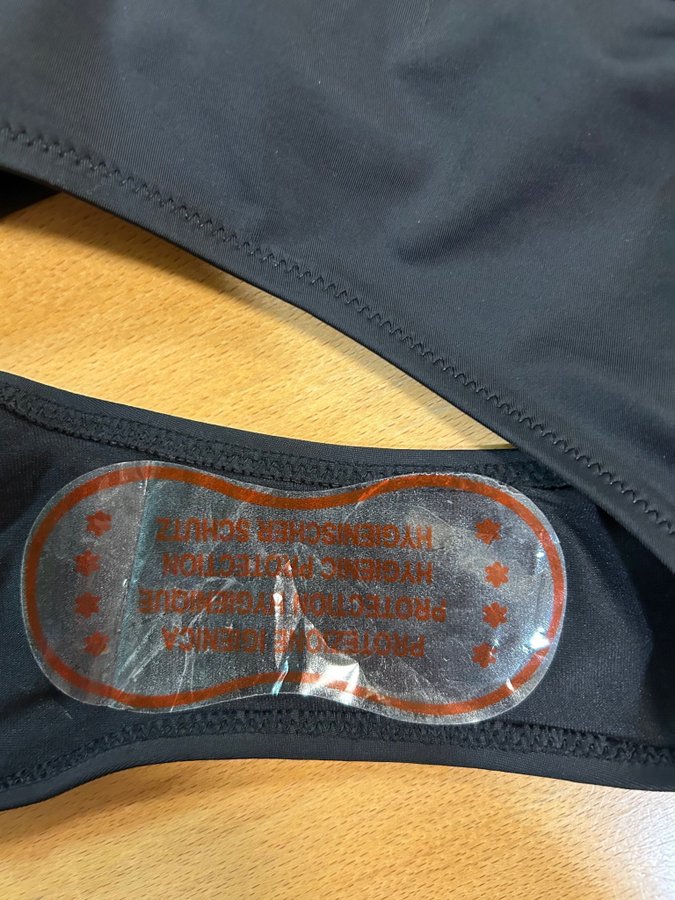 PROTEZIONE IGIENICA
PROTECTION HYGIENIQUE
HYGIENIC PROTECTION
HYGIENISCHER SCHUTZ